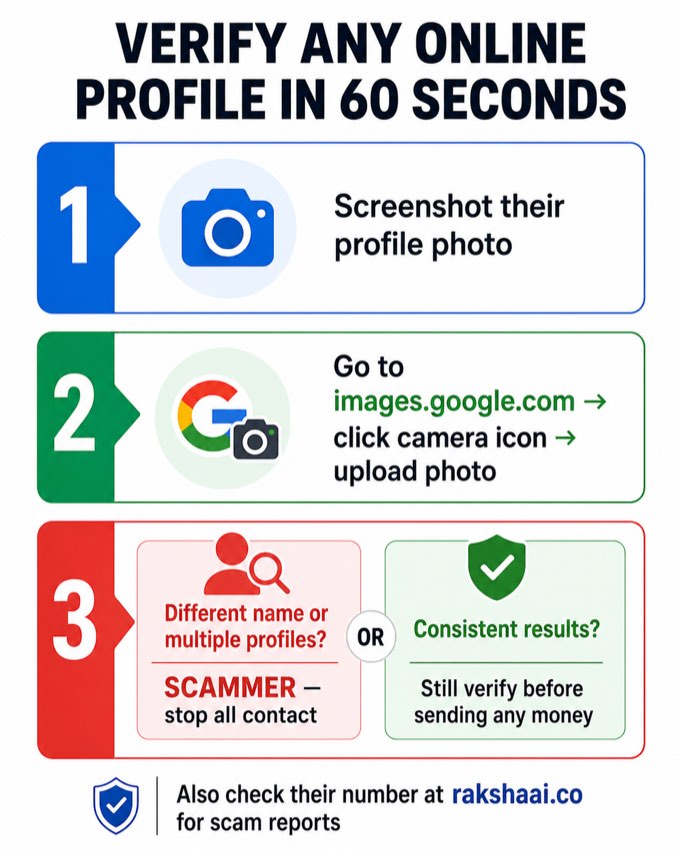 VERIFY ANY ONLINE
PROFILE IN 60 SECONDS
1
Screenshot their
profile photo
2
Go to
images.google.com →
click camera icon →
upload photo
3
Different name or
multiple profiles?
SCAMMER –
stop all contact
OR
Consistent results?
Still verify before
sending any money
Also check their number at rakshaai.co
for scam reports